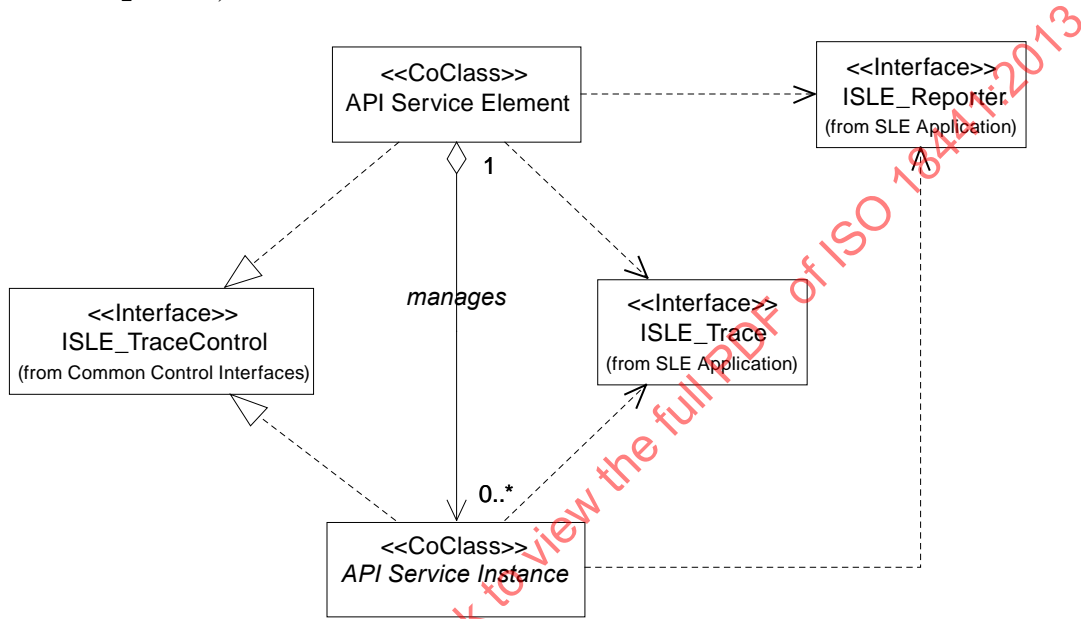 <<CoClass>>
API Service Element
<<Interface>>
ISLE_Reporter
(from SLE Application)
1
manages
<<Interface>>
ISLE_TraceControl
(from Common Control Interfaces)
<<Interface>>
ISLE_Trace
(from SLE Application)
0..*
<<CoClass>>
API Service Instance
to view the full PDF of ISO 18441:2013